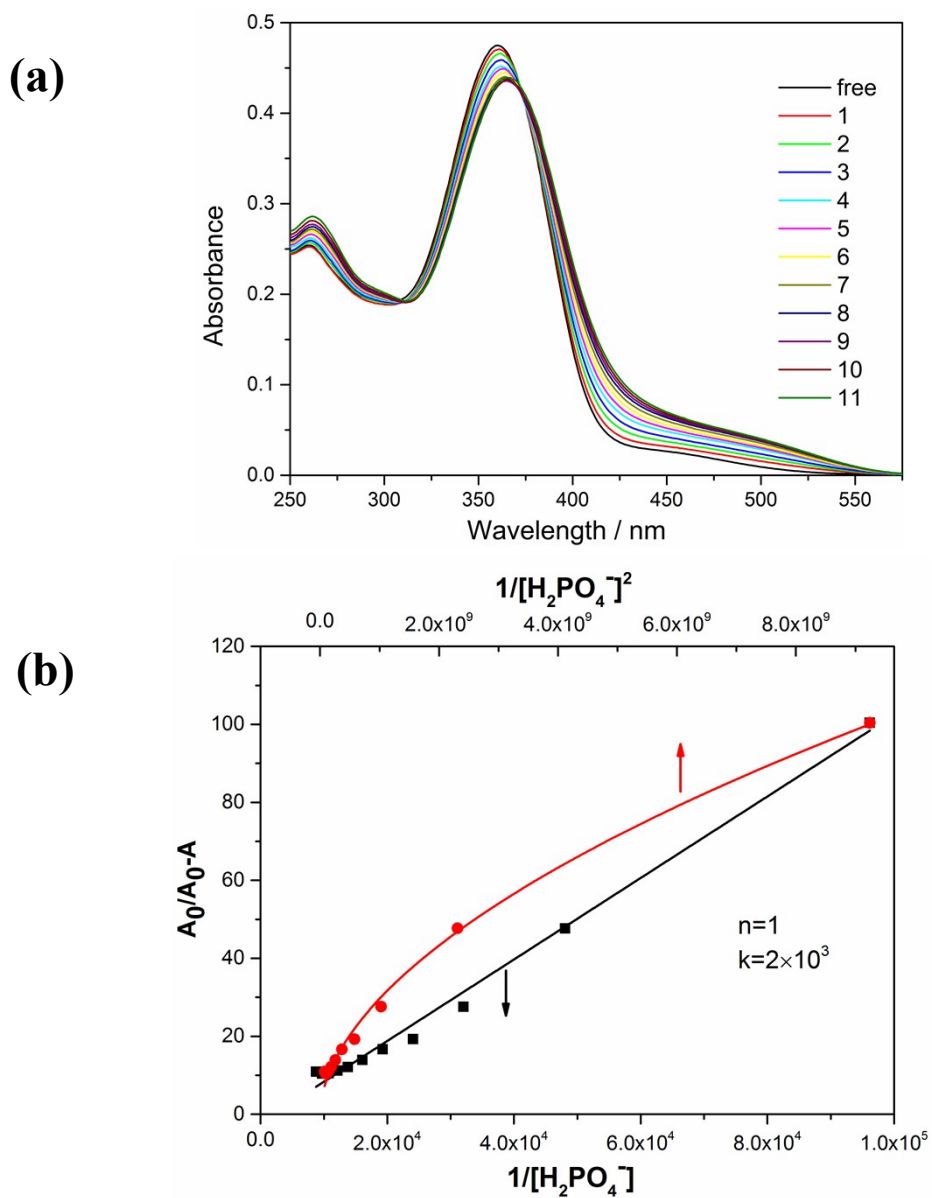 (a)
0.5
0.4
0.3
0.2
0.1
0.0
Absorbance
free
1
2
3
4
5
6
7
8
9
10
11
250 300 350 400 450 500 550
Wavelength / nm
(b)
1/[H₂PO₄⁻]²
0.0 2.0x10⁹ 4.0x10⁹ 6.0x10⁹ 8.0x10⁹
120
100
80
60
40
20
0
A₀/A₀-A
n=1
k=2×10³
0.0 2.0x10⁴ 4.0x10⁴ 6.0x10⁴ 8.0x10⁴ 1.0x10⁵
1/[H₂PO₄⁻]